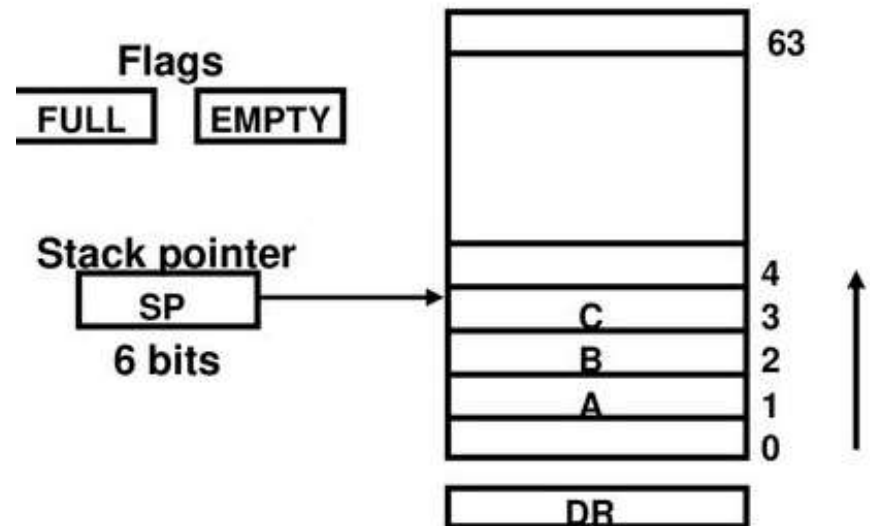 63
Flags
FULL EMPTY
Stack pointer
4
SP
C 3
6 bits
B 2
A 1
0
DR